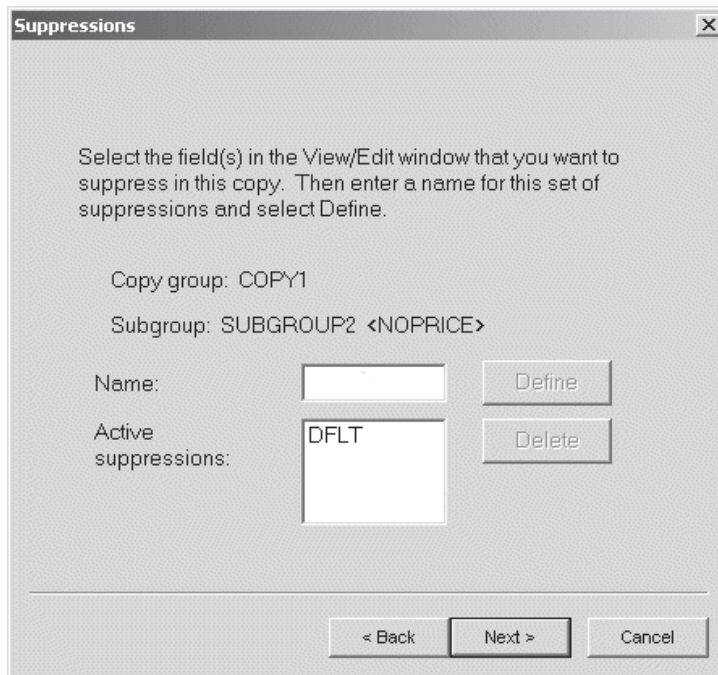 Suppressions
Select the field(s) in the View/Edit window that you want to
suppress in this copy. Then enter a name for this set of
suppressions and select Define.
Copy group: COPY1
Subgroup: SUBGROUP2 <NOPRICE>
Name:
Define
Active
suppressions:
DFLT
Delete
< Back
Next >
Cancel